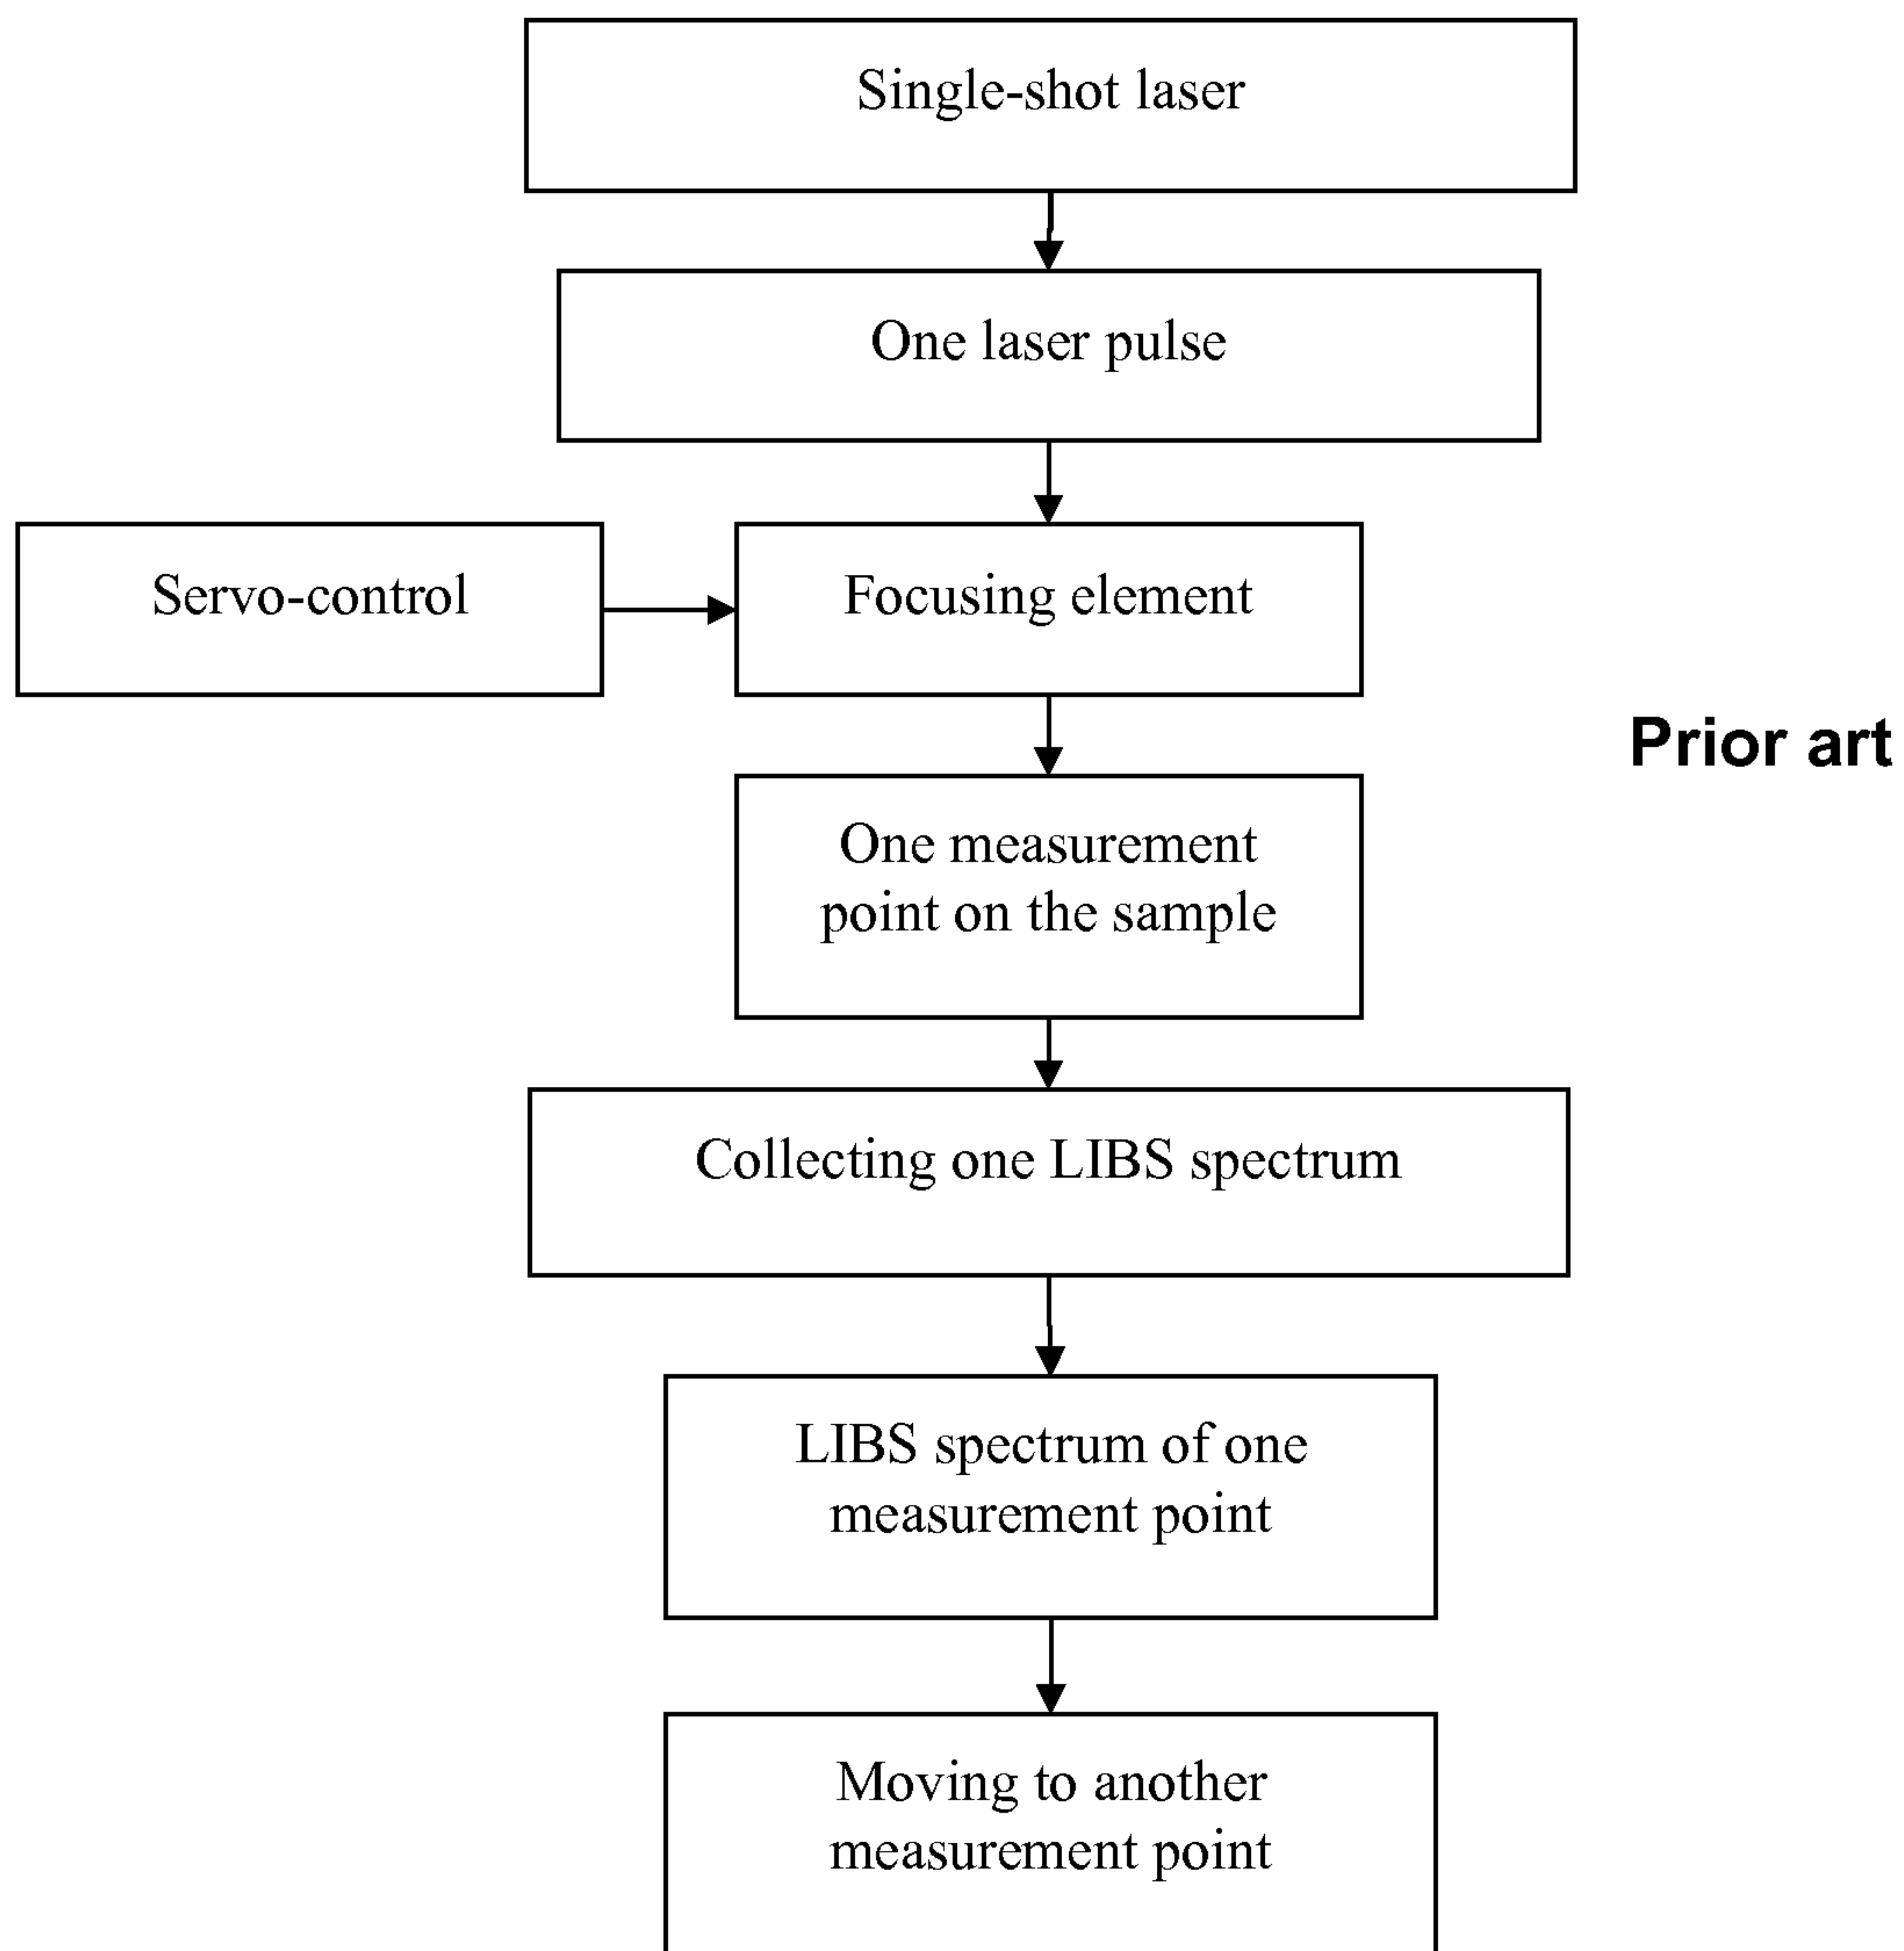 Single-shot laser
One laser pulse
Servo-control
Focusing element
Prior art
One measurement
point on the sample
Collecting one LIBS spectrum
LIBS spectrum of one
measurement point
Moving to another
measurement point